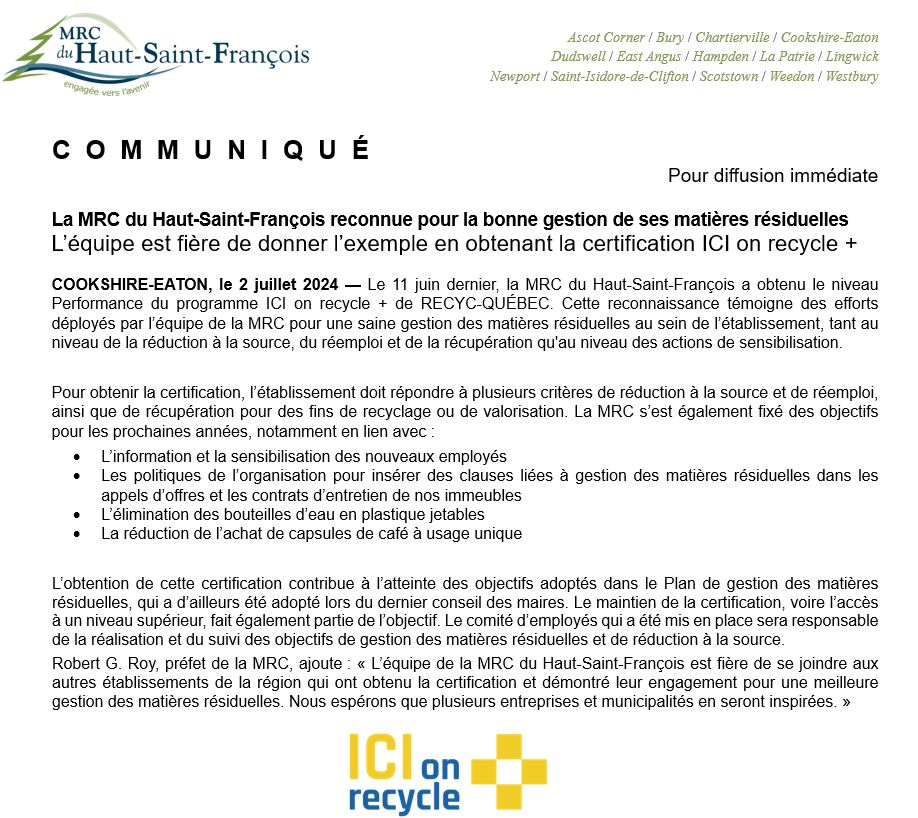 MRC
du Haut-Saint-François
engagée vers l'avenir
Ascot Corner / Bury / Chartierville / Cookshire-Eaton
Dudswell / East Angus / Hampden / La Patrie / Lingwick
Newport / Saint-Isidore-de-Clifton / Scotstown / Weedon / Westbury
COMMUNIQUÉ
Pour diffusion immédiate
La MRC du Haut-Saint-François reconnue pour la bonne gestion de ses matières résiduelles
L'équipe est fière de donner l'exemple en obtenant la certification ICI on recycle +
COOKSHIRE-EATON, le 2 juillet 2024 — Le 11 juin dernier, la MRC du Haut-Saint-François a obtenu le niveau
Performance du programme ICI on recycle + de RECYC-QUÉBEC. Cette reconnaissance témoigne des efforts
déployés par l'équipe de la MRC pour une saine gestion des matières résiduelles au sein de l'établissement, tant au
niveau de la réduction à la source, du réemploi et de la récupération qu'au niveau des actions de sensibilisation.
Pour obtenir la certification, l'établissement doit répondre à plusieurs critères de réduction à la source et de réemploi,
ainsi que de récupération pour des fins de recyclage ou de valorisation. La MRC s'est également fixé des objectifs
pour les prochaines années, notamment en lien avec :
• L'information et la sensibilisation des nouveaux employés
• Les politiques de l'organisation pour insérer des clauses liées à gestion des matières résiduelles dans les
appels d'offres et les contrats d'entretien de nos immeubles
• L'élimination des bouteilles d'eau en plastique jetables
• La réduction de l'achat de capsules de café à usage unique
L'obtention de cette certification contribue à l'atteinte des objectifs adoptés dans le Plan de gestion des matières
résiduelles, qui a d'ailleurs été adopté lors du dernier conseil des maires. Le maintien de la certification, voire l'accès
à un niveau supérieur, fait également partie de l'objectif. Le comité d'employés qui a été mis en place sera responsable
de la réalisation et du suivi des objectifs de gestion des matières résiduelles et de réduction à la source.
Robert G. Roy, préfet de la MRC, ajoute : « L'équipe de la MRC du Haut-Saint-François est fière de se joindre aux
autres établissements de la région qui ont obtenu la certification et démontré leur engagement pour une meilleure
gestion des matières résiduelles. Nous espérons que plusieurs entreprises et municipalités en seront inspirées. »
ICI on
recycle